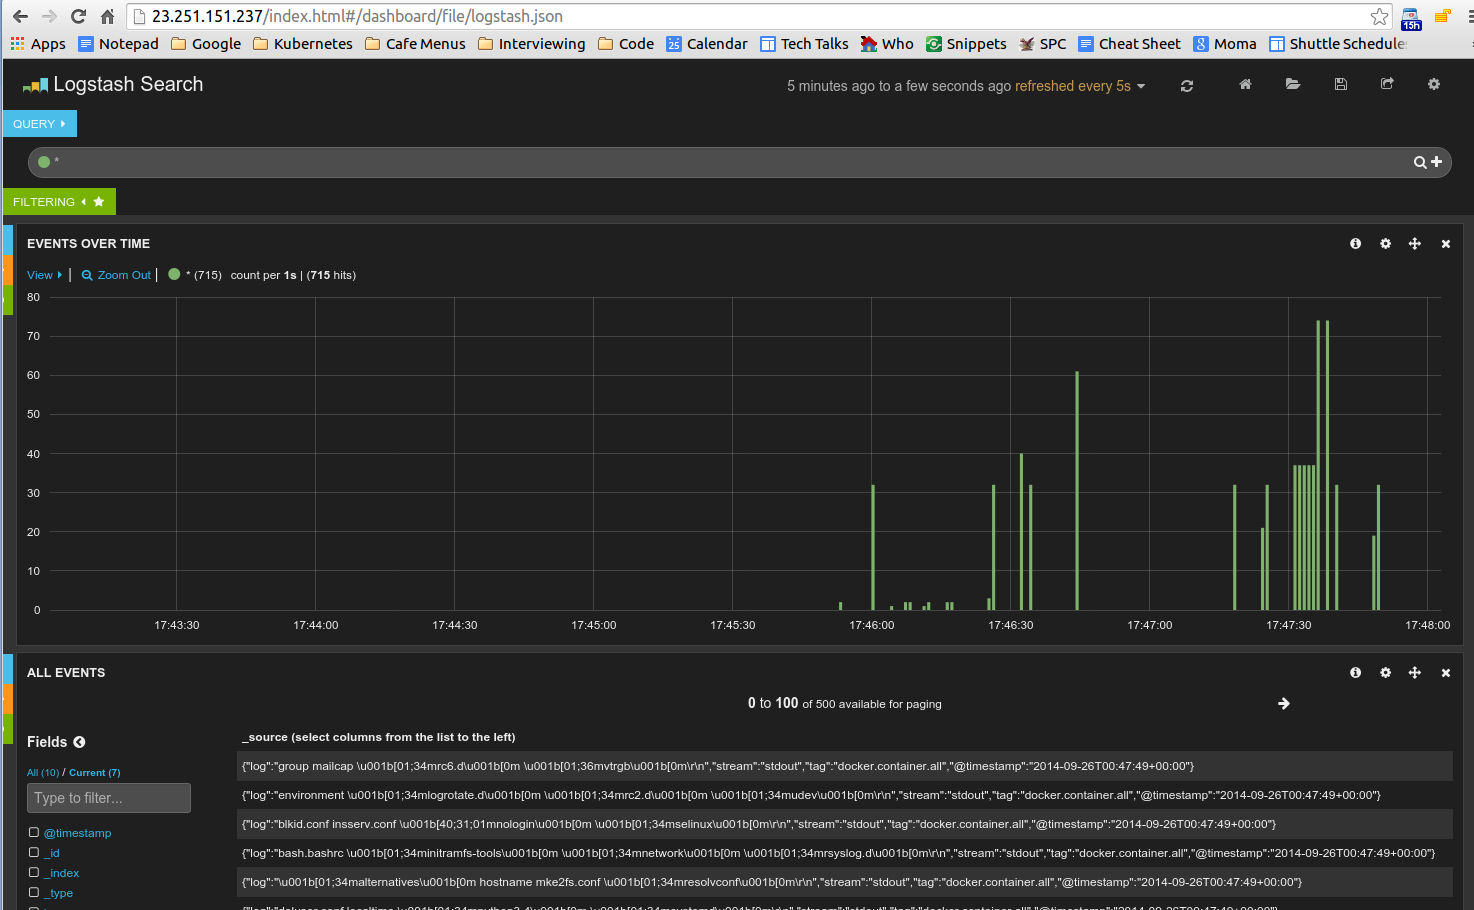 23.251.151.237/index.html#/dashboard/file/logstash.json
15h
Apps Notepad Google Kubernetes Cafe Menus Interviewing Code 25 Calendar Tech Talks Who Snippets SPC Cheat Sheet 8 Moma Shuttle Schedule
Logstash Search
5 minutes ago to a few seconds ago refreshed every 5s
QUERY
*
FILTERING
EVENTS OVER TIME
View | Zoom Out | * (715) count per 1s | (715 hits)
80
70
60
50
40
30
20
10
0
17:43:30 17:44:00 17:44:30 17:45:00 17:45:30 17:46:00 17:46:30 17:47:00 17:47:30 17:48:00
ALL EVENTS
0 to 100 of 500 available for paging
Fields
All (10) / Current (7)
Type to filter...
@timestamp
_id
_index
_type
_source (select columns from the list to the left)
{"log":"group mailcap \u001b[01;34mrc6.d\u001b[0m \u001b[01;36mvtrgb\u001b[0m\r\n","stream":"stdout","tag":"docker.container.all","@timestamp":"2014-09-26T00:47:49+00:00"}
{"log":"environment \u001b[01;34mlogrotate.d\u001b[0m \u001b[01;34mrc2.d\u001b[0m \u001b[01;34mudev\u001b[0m\r\n","stream":"stdout","tag":"docker.container.all","@timestamp":"2014-09-26T00:47:49+00:00"}
{"log":"blkid.conf insserv.conf \u001b[40;31;01mnologin\u001b[0m \u001b[01;34mselinux\u001b[0m\r\n","stream":"stdout","tag":"docker.container.all","@timestamp":"2014-09-26T00:47:49+00:00"}
{"log":"bash.bashrc \u001b[01;34minitramfs-tools\u001b[0m \u001b[01;34mnetwork\u001b[0m \u001b[01;34mrsyslog.d\u001b[0m\r\n","stream":"stdout","tag":"docker.container.all","@timestamp":"2014-09-26T00:47:49+00:00"}
{"log":"\u001b[01;34malternatives\u001b[0m hostname mke2fs.conf \u001b[01;34mresolvconf\u001b[0m\r\n","stream":"stdout","tag":"docker.container.all","@timestamp":"2014-09-26T00:47:49+00:00"}